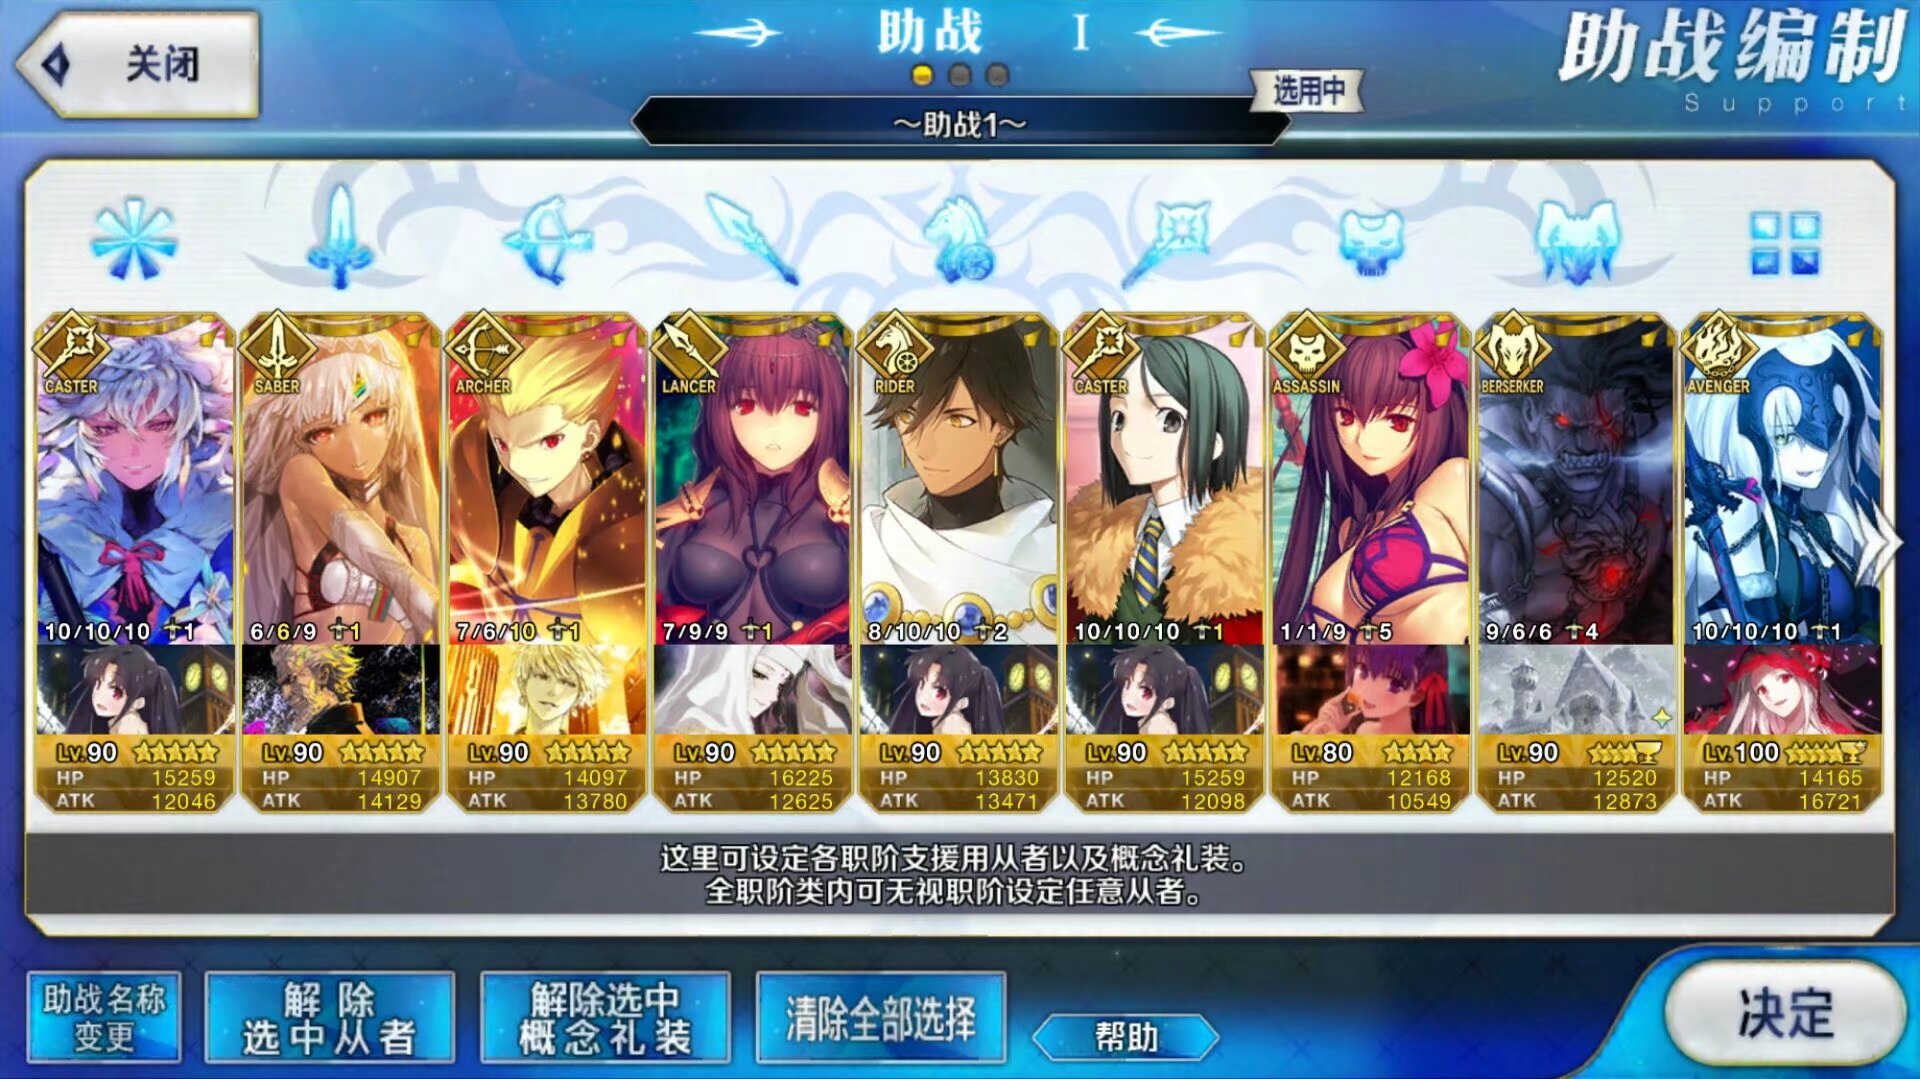 关闭
助战 I
助战编制
Support
选用中
～助战1～
CASTER
SABER
ARCHER
LANCER
RIDER
CASTER
ASSASSIN
BERSERKER
AVENGER
10/10/10 1
6/6/9 1
7/6/10 1
7/9/9 1
8/10/10 2
10/10/10 1
1/1/9 5
9/6/6 4
10/10/10 1
Lv.90
Lv.90
Lv.90
Lv.90
Lv.90
Lv.90
Lv.80
Lv.90
Lv.100
HP 15259
HP 14907
HP 14097
HP 16225
HP 13830
HP 15259
HP 12168
HP 12520
HP 14165
ATK 12046
ATK 14129
ATK 13780
ATK 12625
ATK 13471
ATK 12098
ATK 10549
ATK 12873
ATK 16721
这里可设定各职阶支援用从者以及概念礼装。
全职阶类内可无视职阶设定任意从者。
助战名称
变更
解除
选中从者
解除选中
概念礼装
清除全部选择
帮助
决定